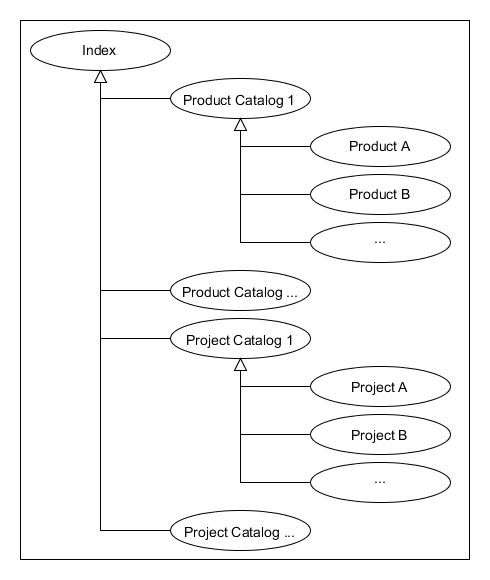 Index
Product Catalog 1
Product A
Product B
...
Product Catalog ...
Project Catalog 1
Project A
Project B
...
Project Catalog ...